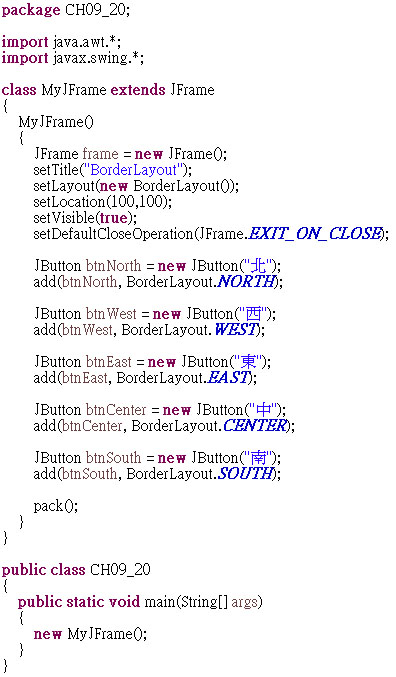 package CH09_20;

import java.awt.*;
import javax.swing.*;

class MyJFrame extends JFrame
{
    MyJFrame()
    {
        JFrame frame = new JFrame();
        setTitle("BorderLayout");
        setLayout(new BorderLayout());
        setLocation(100,100);
        setVisible(true);
        setDefaultCloseOperation(JFrame.EXIT_ON_CLOSE);

        JButton btnNorth = new JButton("北");
        add(btnNorth, BorderLayout.NORTH);

        JButton btnWest = new JButton("西");
        add(btnWest, BorderLayout.WEST);

        JButton btnEast = new JButton("東");
        add(btnEast, BorderLayout.EAST);

        JButton btnCenter = new JButton("中");
        add(btnCenter, BorderLayout.CENTER);

        JButton btnSouth = new JButton("南");
        add(btnSouth, BorderLayout.SOUTH);

        pack();
    }
}

public class CH09_20
{
    public static void main(String[] args)
    {
        new MyJFrame();
    }
}